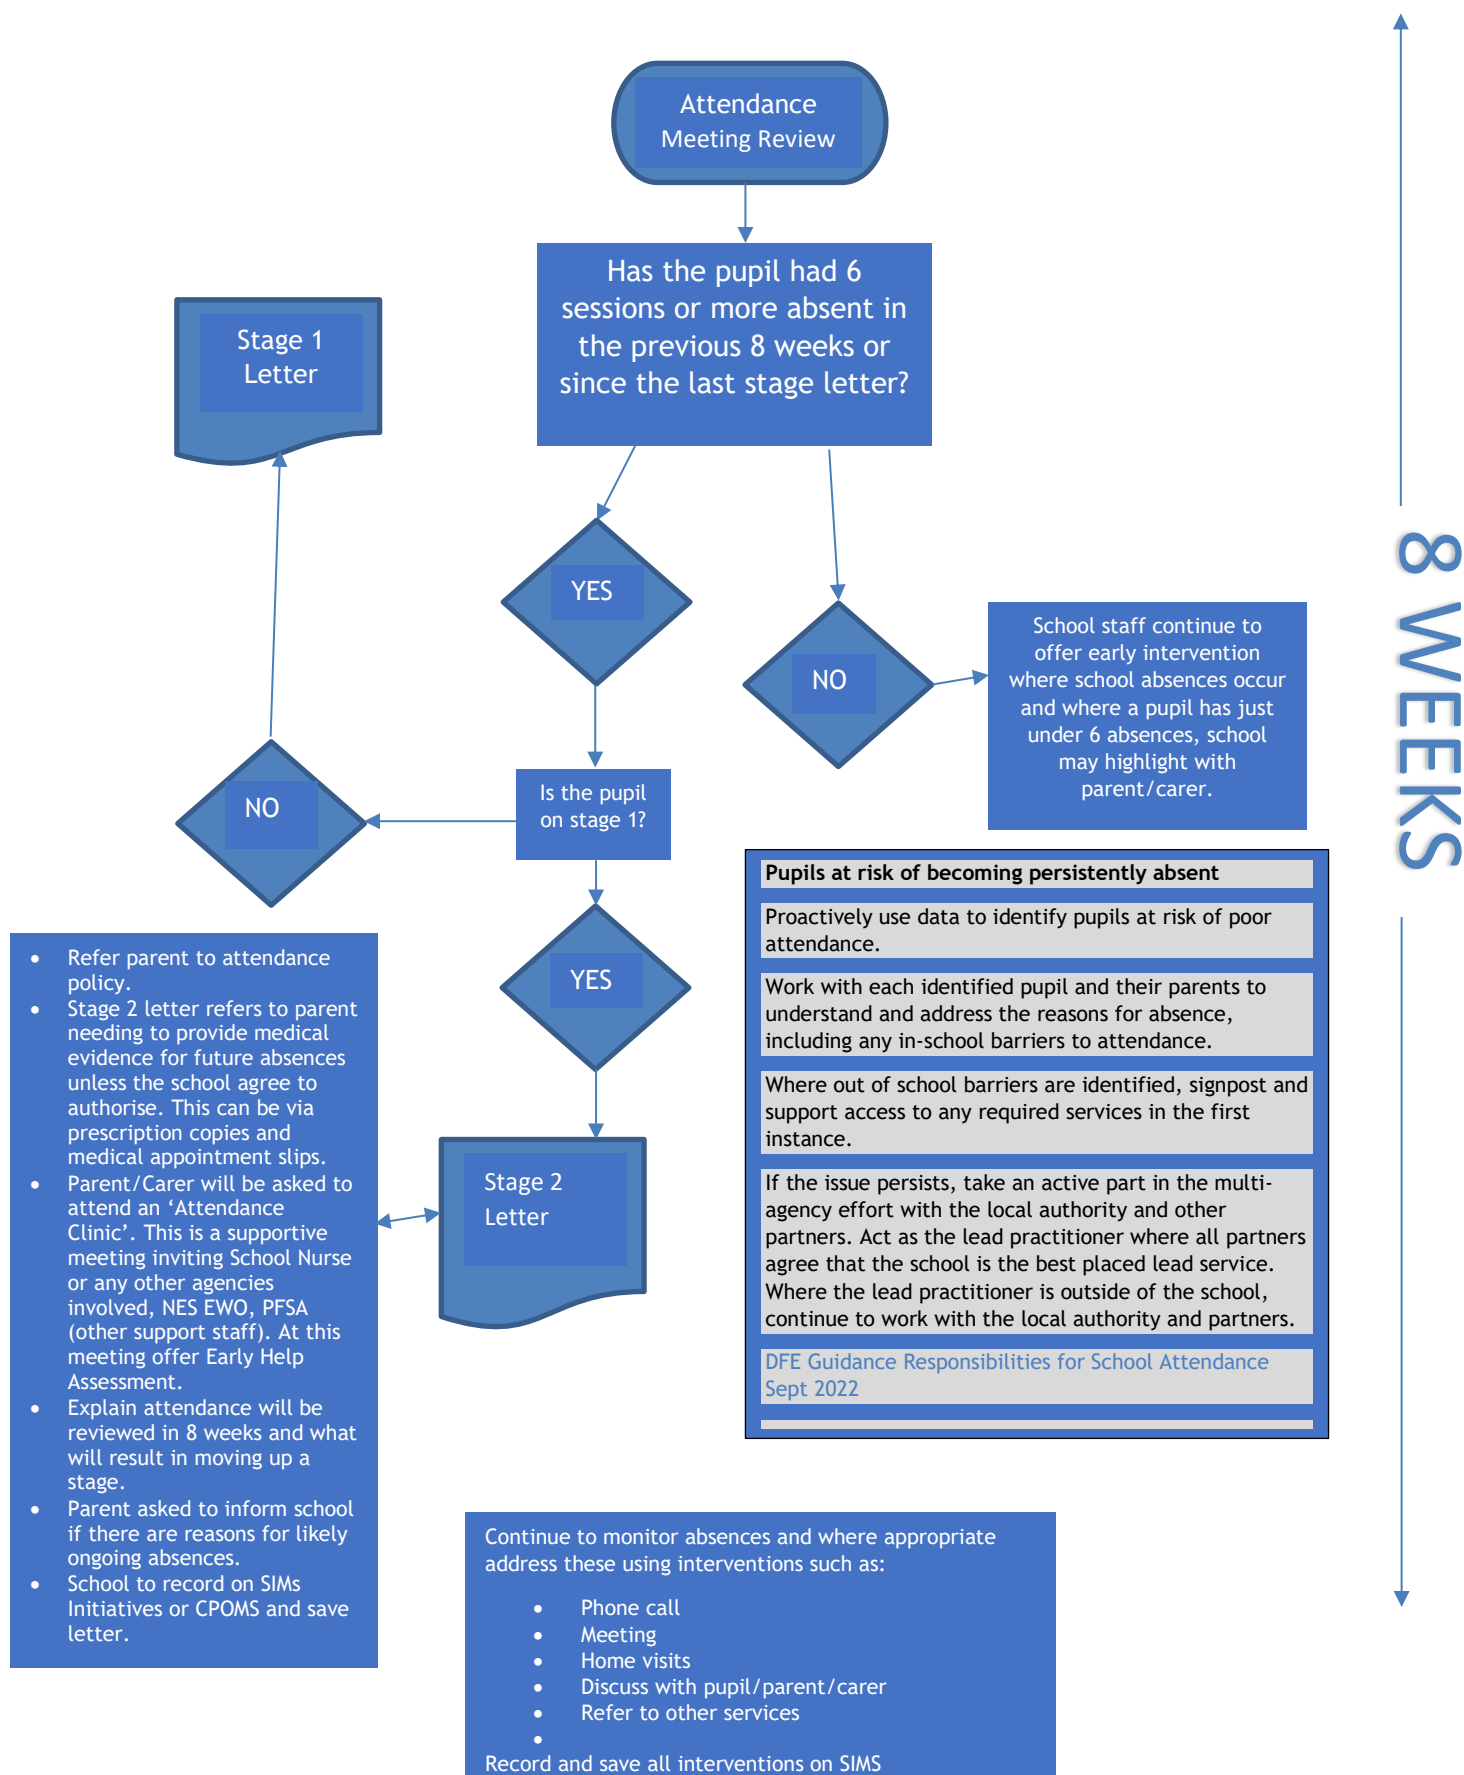 Attendance
Meeting Review
Has the pupil had 6
sessions or more absent in
the previous 8 weeks or
since the last stage letter?
Stage 1
Letter
YES
NO
School staff continue to
offer early intervention
where school absences occur
and where a pupil has just
under 6 absences, school
may highlight with
parent/carer.
8 WEEKS
Is the pupil
on stage 1?
NO
YES
Stage 2
Letter
• Refer parent to attendance
policy.
• Stage 2 letter refers to parent
needing to provide medical
evidence for future absences
unless the school agree to
authorise. This can be via
prescription copies and
medical appointment slips.
• Parent/Carer will be asked to
attend an ‘Attendance
Clinic’. This is a supportive
meeting inviting School Nurse
or any other agencies
involved, NES EWO, PFSA
(other support staff). At this
meeting offer Early Help
Assessment.
• Explain attendance will be
reviewed in 8 weeks and what
will result in moving up a
stage.
• Parent asked to inform school
if there are reasons for likely
ongoing absences.
• School to record on SIMs
Initiatives or CPOMS and save
letter.
Pupils at risk of becoming persistently absent
Proactively use data to identify pupils at risk of poor
attendance.
Work with each identified pupil and their parents to
understand and address the reasons for absence,
including any in-school barriers to attendance.
Where out of school barriers are identified, signpost and
support access to any required services in the first
instance.
If the issue persists, take an active part in the multi-
agency effort with the local authority and other
partners. Act as the lead practitioner where all partners
agree that the school is the best placed lead service.
Where the lead practitioner is outside of the school,
continue to work with the local authority and partners.
DFE Guidance Responsibilities for School Attendance
Sept 2022
Continue to monitor absences and where appropriate
address these using interventions such as:
• Phone call
• Meeting
• Home visits
• Discuss with pupil/parent/carer
• Refer to other services
•
Record and save all interventions on SIMS